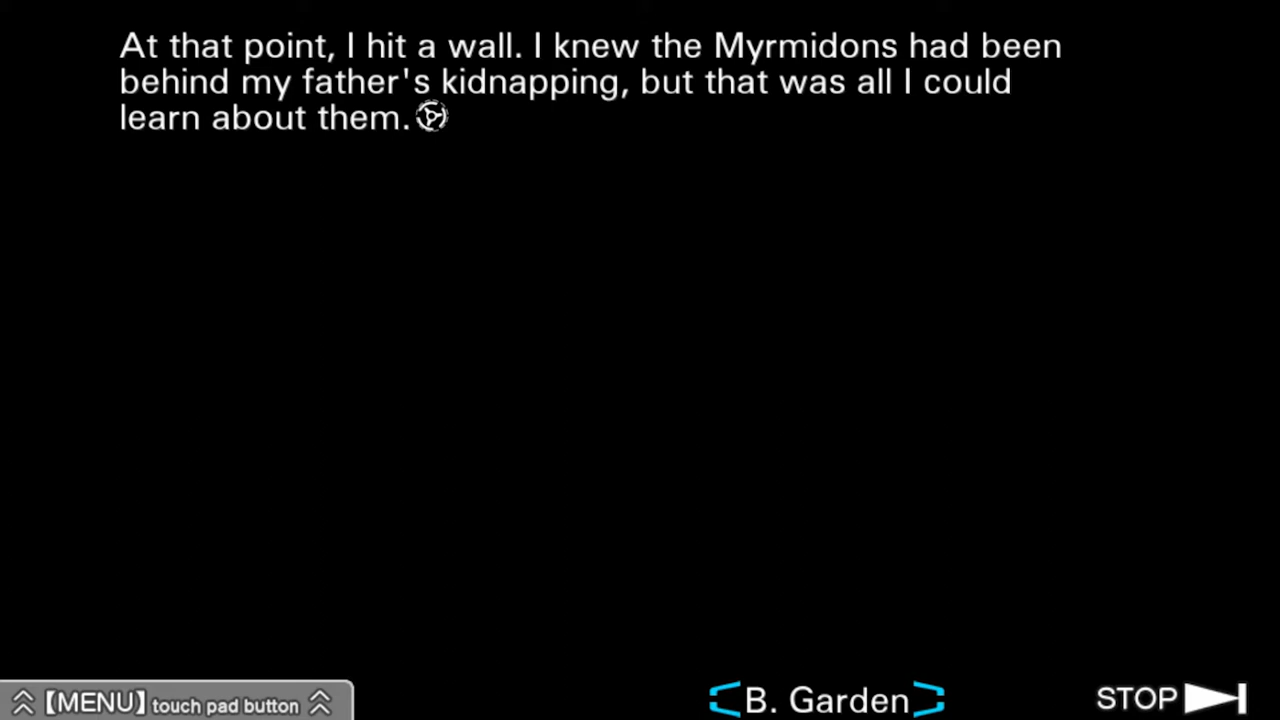 At that point, I hit a wall. I knew the Myrmidons had been
behind my father's kidnapping, but that was all I could
learn about them.
【MENU】touch pad button
B. Garden
STOP